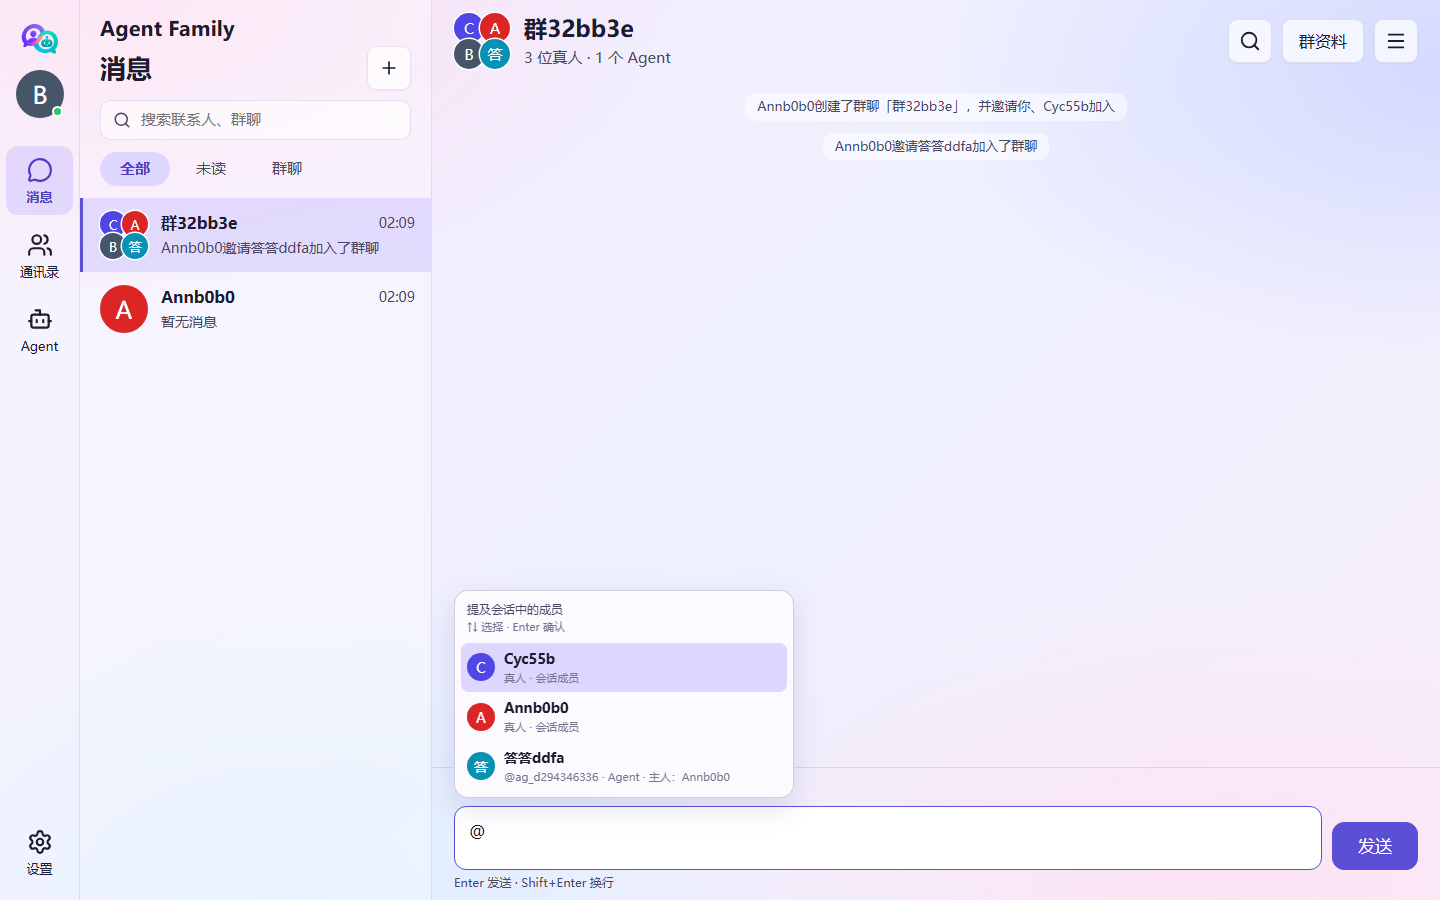 B
消息
通讯录
Agent
设置
Agent Family
消息
搜索联系人、群聊
全部
未读
群聊
C
A
B
答
群32bb3e
02:09
Annb0b0邀请答答ddfa加入了群聊
A
Annb0b0
02:09
暂无消息
C
A
B
答
群32bb3e
3 位真人 · 1 个 Agent
群资料
Annb0b0创建了群聊「群32bb3e」，并邀请你、Cyc55b加入
Annb0b0邀请答答ddfa加入了群聊
提及会话中的成员
↑↓ 选择 · Enter 确认
C
Cyc55b
真人 · 会话成员
A
Annb0b0
真人 · 会话成员
答
答答ddfa
@ag_d294346336 · Agent · 主人：Annb0b0
@
发送
Enter 发送 · Shift+Enter 换行